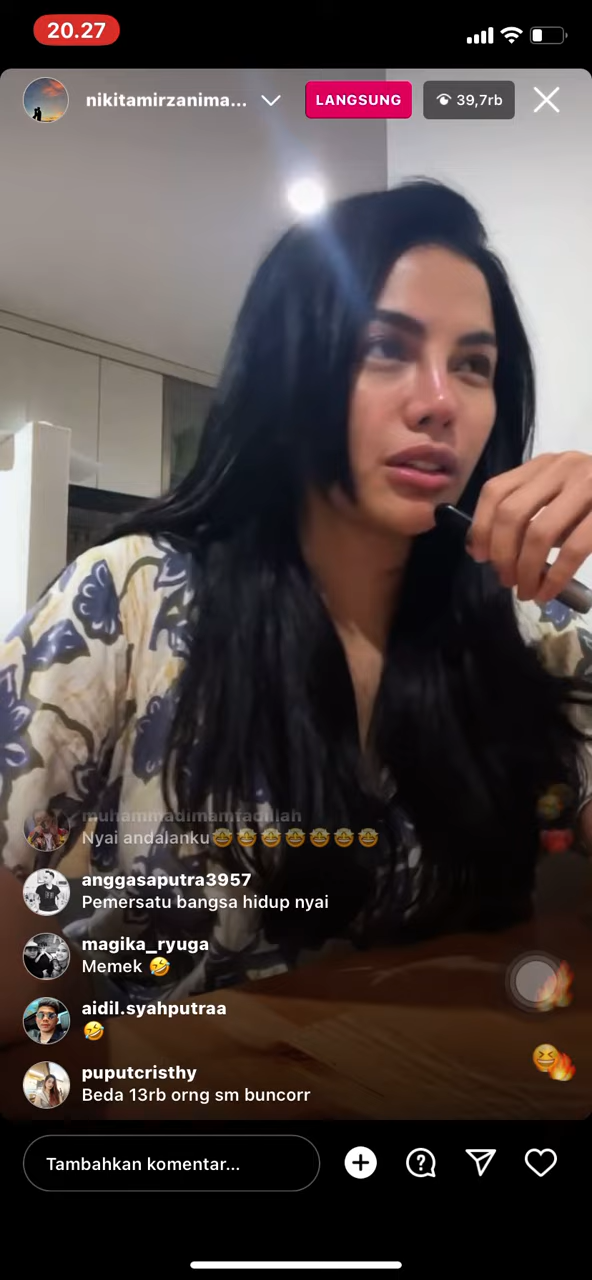 20.27
nikitamirzanima...
LANGSUNG
39,7rb
muhammadimamfadillah
Nyai andalanku🤩🤩🤩🤩🤩🤩🤩
anggasaputra3957
Pemersatu bangsa hidup nyai
magika_ryuga
Memek 🤣
aidil.syahputraa
🤣
puputcristhy
Beda 13rb orng sm buncorr
Tambahkan komentar...